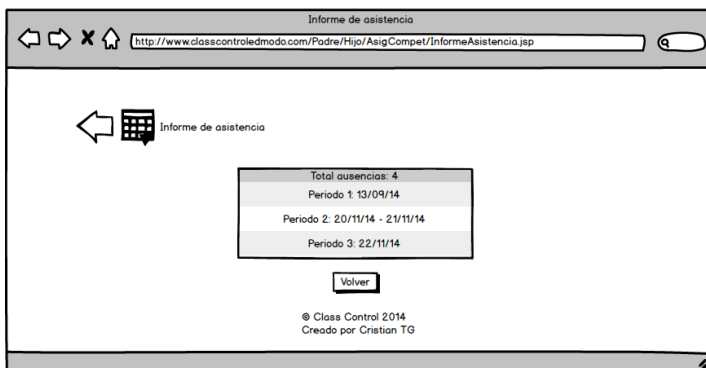 Informe de asistencia
http://www.classcontroledmodo.com/Padre/Hijo/AsigCompet/InformeAsistencia.jsp
Informe de asistencia
Total ausencias: 4
Periodo 1: 13/09/14
Periodo 2: 20/11/14 - 21/11/14
Periodo 3: 22/11/14
Volver
© Class Control 2014
Creado por Cristian TG